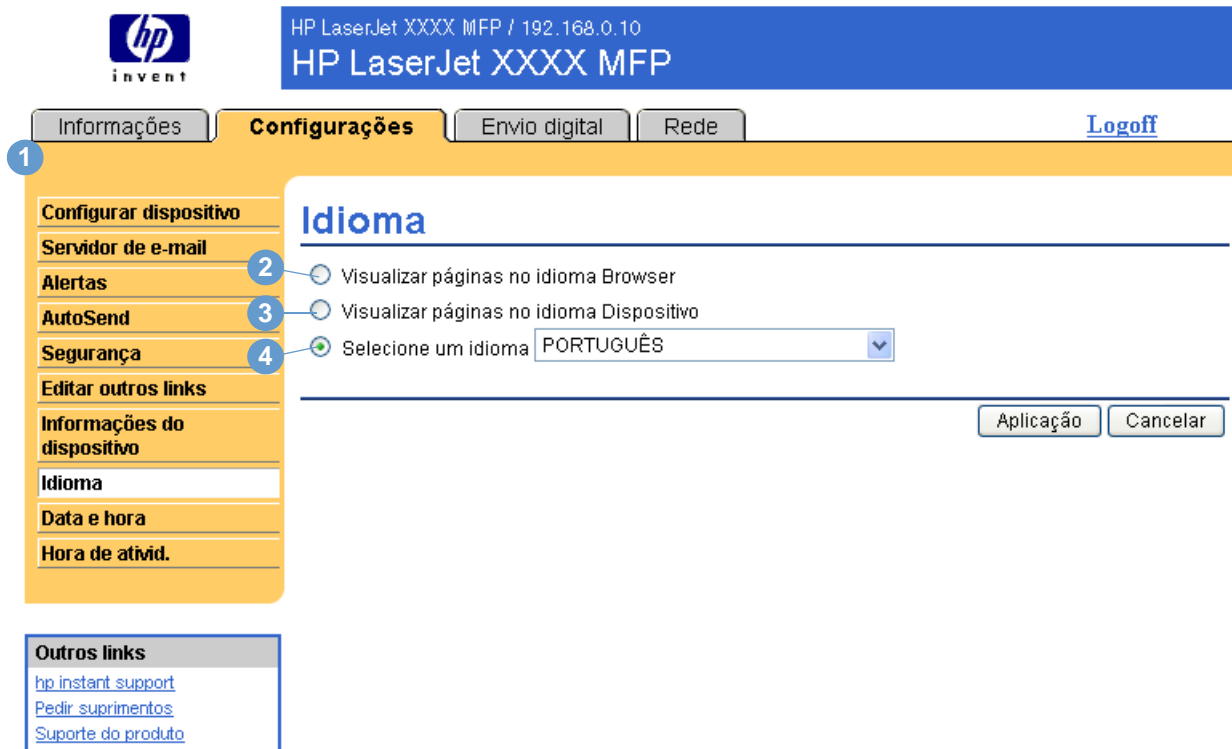 hp
invent
HP LaserJet XXXX MFP / 192.168.0.10
HP LaserJet XXXX MFP
Informações
Configurações
Envio digital
Rede
Logoff
1
Configurar dispositivo
Servidor de e-mail
Alertas
AutoSend
Segurança
Editar outros links
Informações do
dispositivo
Idioma
Data e hora
Hora de ativid.
Idioma
2
Visualizar páginas no idioma Browser
3
Visualizar páginas no idioma Dispositivo
4
Selecione um idioma PORTUGUÊS
Aplicação
Cancelar
Outros links
hp instant support
Pedir suprimentos
Suporte do produto